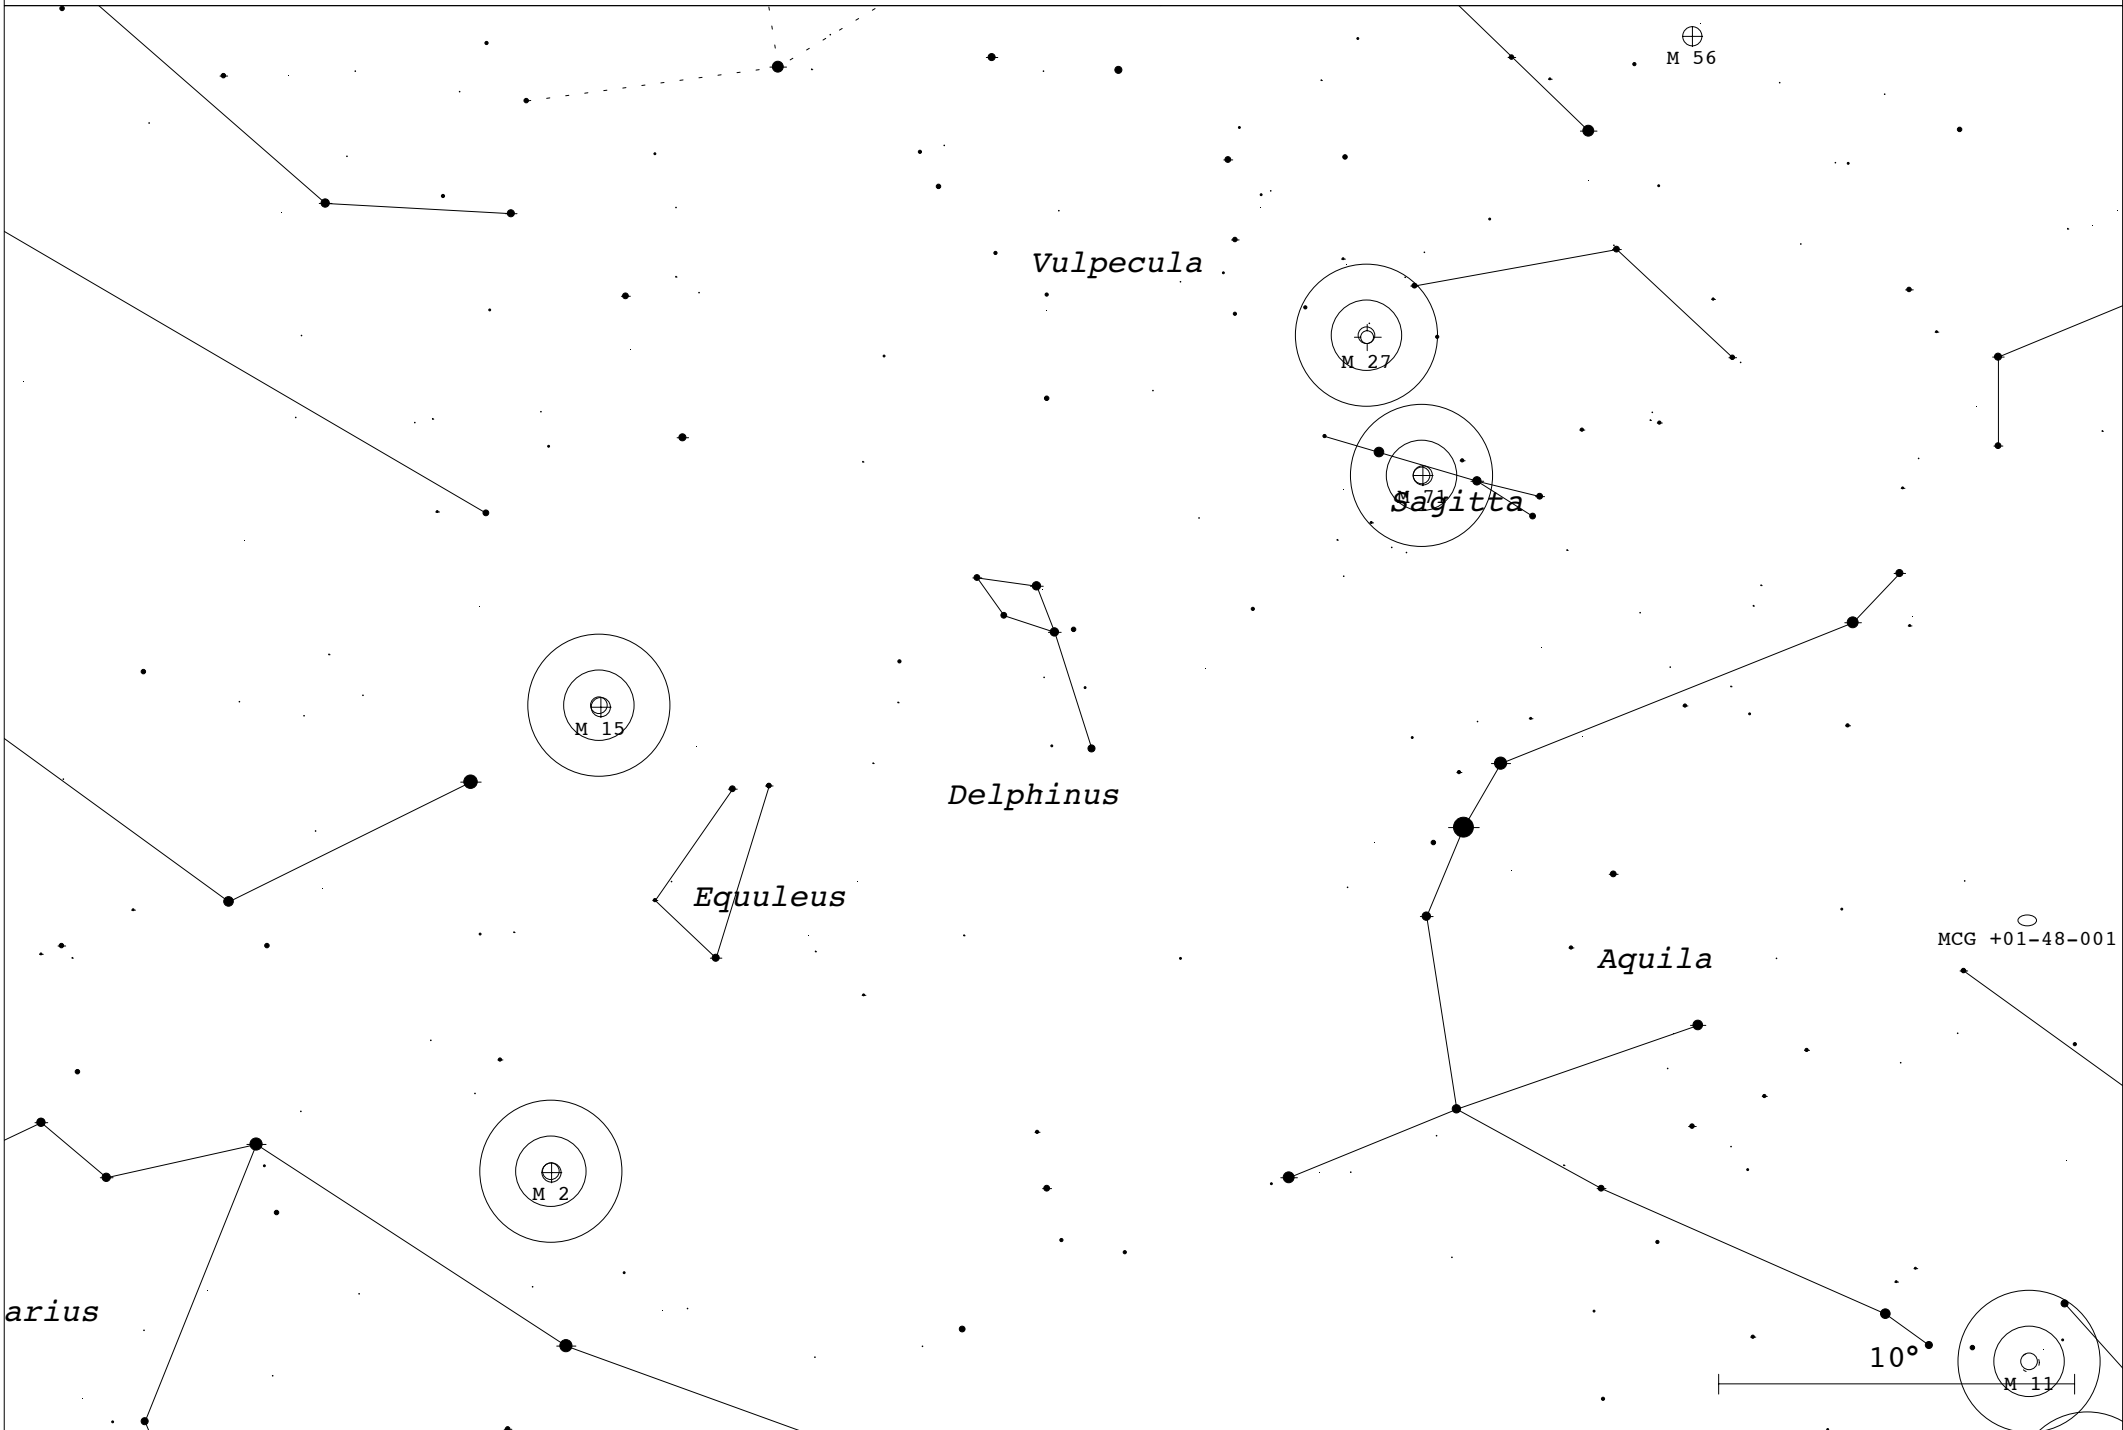 M 56
Vulpecula
M 27
M 71
Sagitta
M 15
Delphinus
Equuleus
MCG +01-48-001
Aquila
M 2
arius
10°
M 11